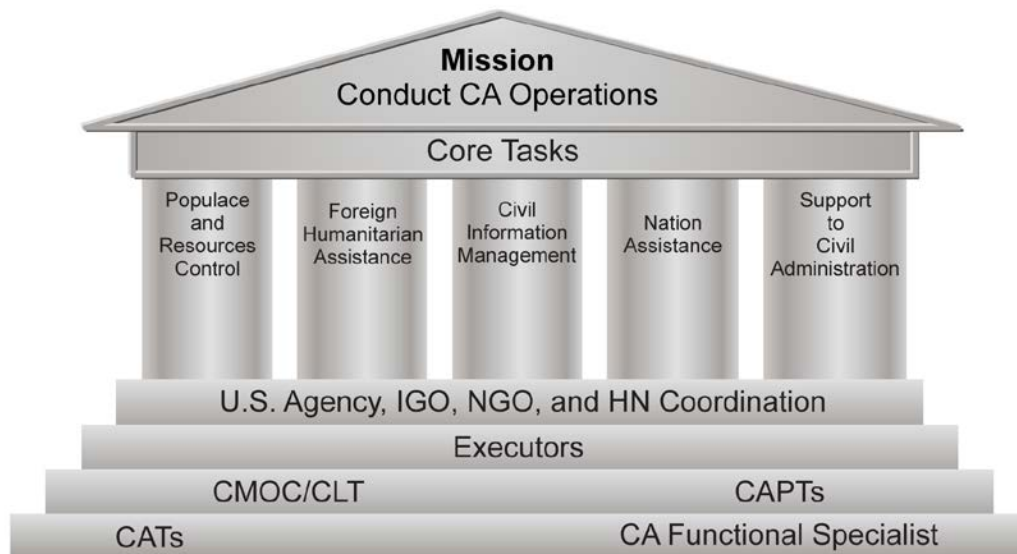 Mission
Conduct CA Operations
Core Tasks
Populace
and
Resources
Control
Foreign
Humanitarian
Assistance
Civil
Information
Management
Nation
Assistance
Support
to
Civil
Administration
U.S. Agency, IGO, NGO, and HN Coordination
Executors
CMOC/CLT
CAPTs
CATs
CA Functional Specialist